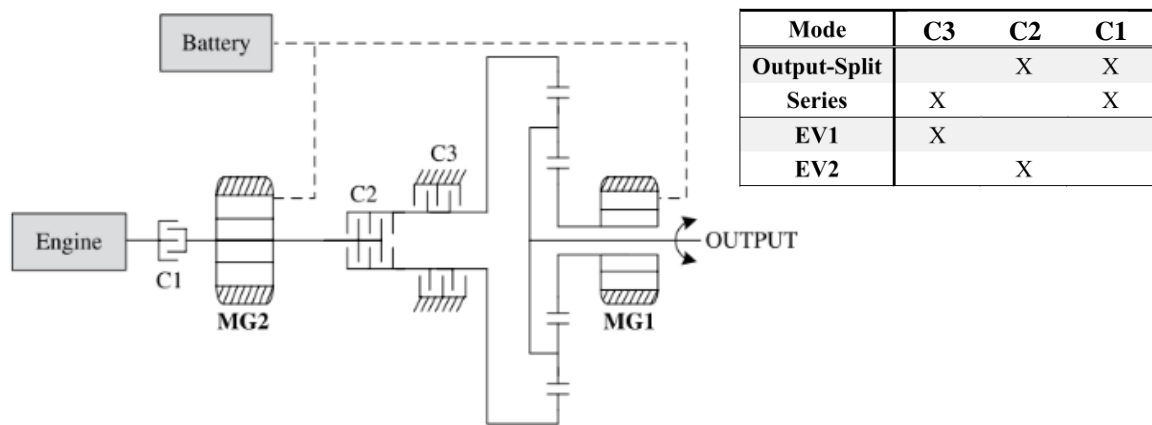 Battery
C3
C2
Engine
C1
MG2
MG1
OUTPUT
Mode C3 C2 C1
Output-Split X X
Series X X
EV1 X
EV2 X